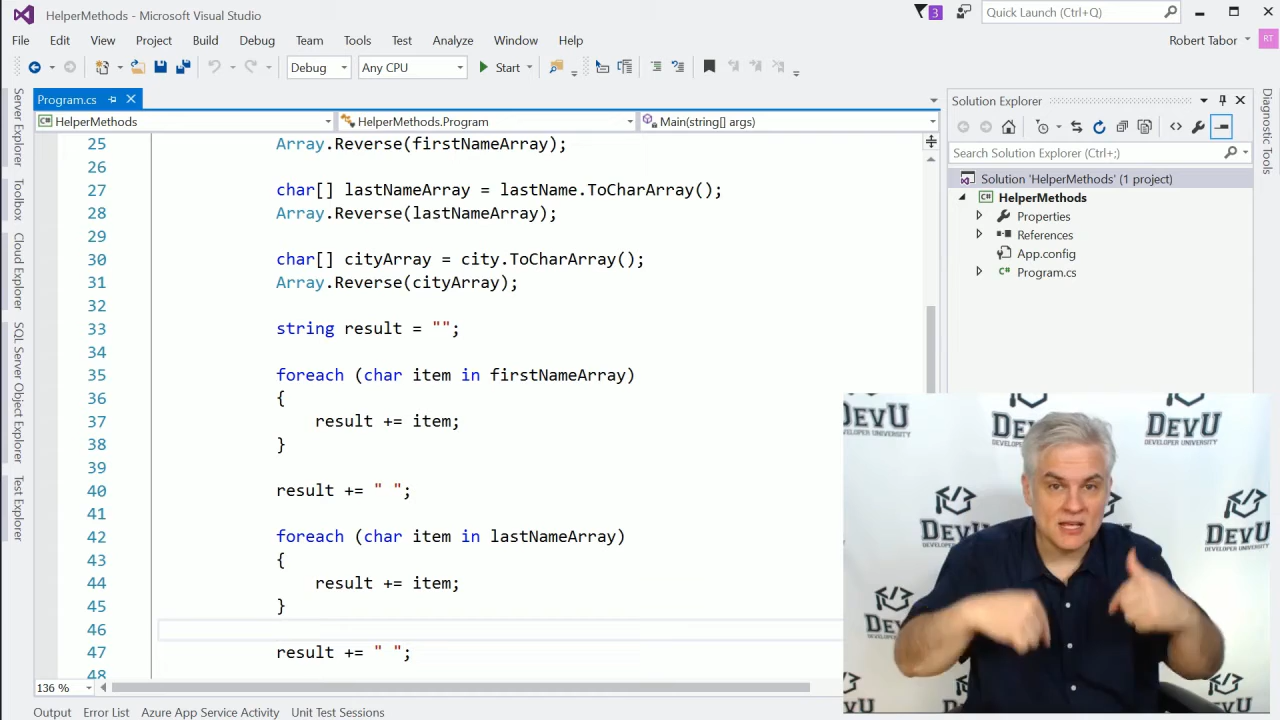 HelperMethods - Microsoft Visual Studio
3
Quick Launch (Ctrl+Q)
File Edit View Project Build Debug Team Tools Test Analyze Window Help
Robert Tabor RT
Debug Any CPU Start
Program.cs
HelperMethods HelperMethods.Program Main(string[] args)
25 Array.Reverse(firstNameArray);
26
27 char[] lastNameArray = lastName.ToCharArray();
28 Array.Reverse(lastNameArray);
29
30 char[] cityArray = city.ToCharArray();
31 Array.Reverse(cityArray);
32
33 string result = "";
34
35 foreach (char item in firstNameArray)
36 {
37 result += item;
38 }
39
40 result += " ";
41
42 foreach (char item in lastNameArray)
43 {
44 result += item;
45 }
46
47 result += " ";
48
136 %
Output Error List Azure App Service Activity Unit Test Sessions
Server Explorer
Toolbox
Cloud Explorer
SQL Server Object Explorer
Test Explorer
Solution Explorer
Search Solution Explorer (Ctrl+;)
Solution 'HelperMethods' (1 project)
C# HelperMethods
Properties
References
App.config
C# Program.cs
Diagnostic Tools
DevU
DEVELOPER UNIVERSITY
DevU
DEVELOPER UNIVERSITY
DevU
DevU
DevU